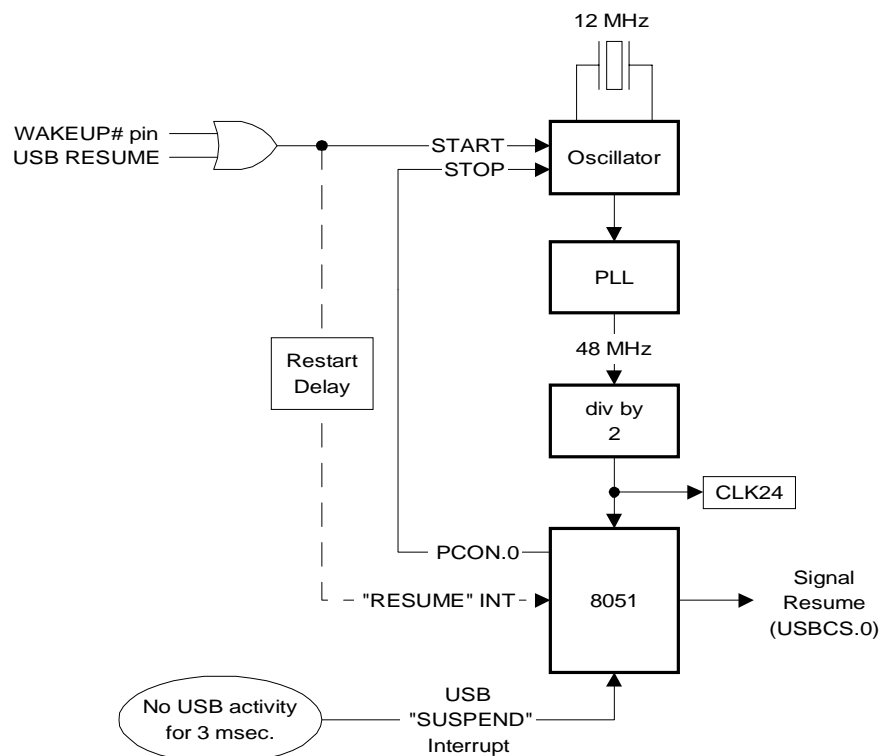 12 MHz
WAKEUP# pin
USB RESUME
START
STOP
Oscillator
PLL
48 MHz
Restart
Delay
div by
2
CLK24
PCON.0
"RESUME" INT
8051
Signal
Resume
(USBCS.0)
No USB activity
for 3 msec.
USB
"SUSPEND"
Interrupt